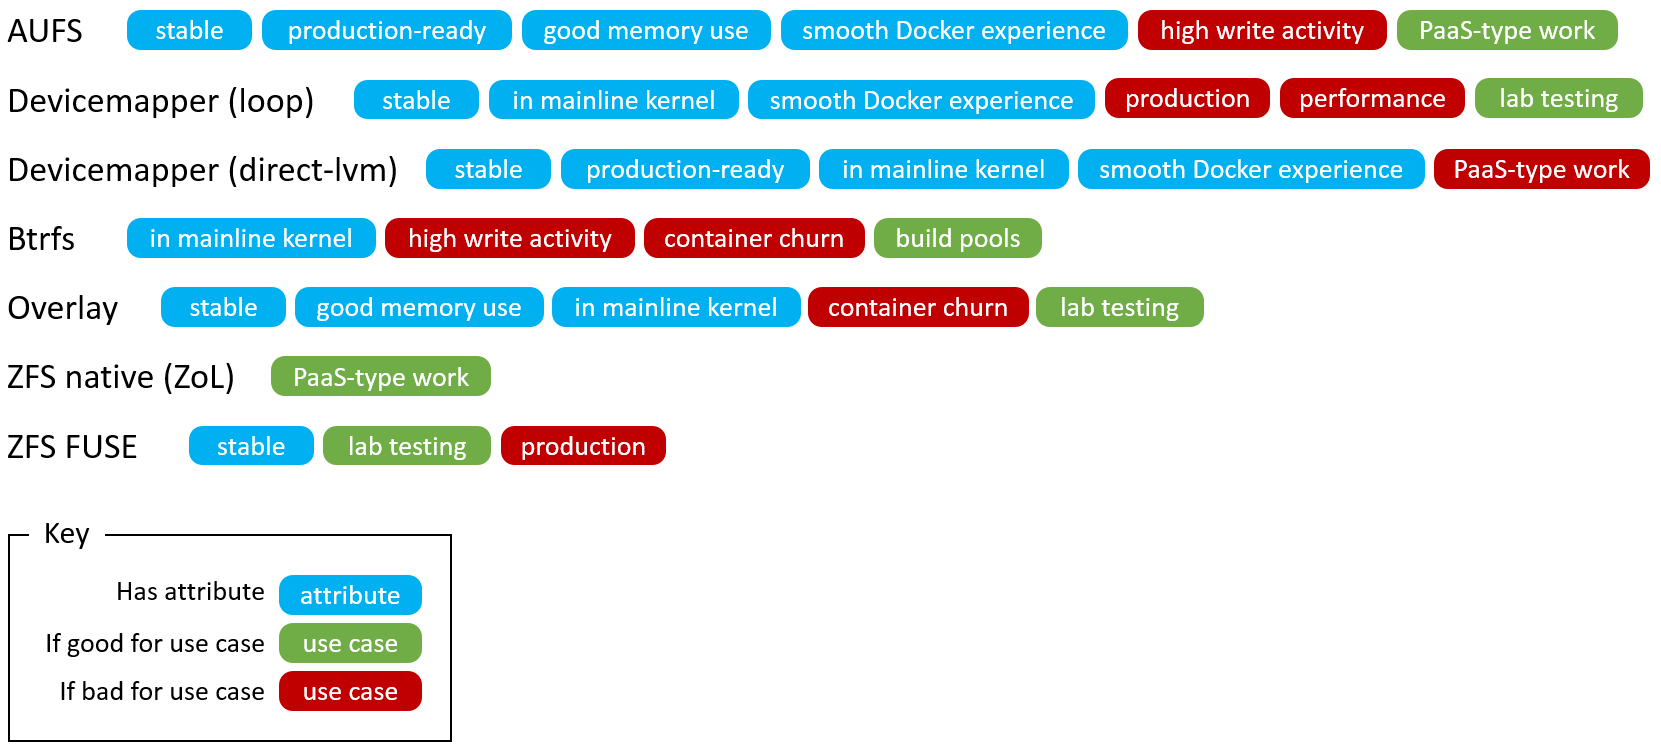 AUFS stable production-ready good memory use smooth Docker experience high write activity PaaS-type work
Devicemapper (loop) stable in mainline kernel smooth Docker experience production performance lab testing
Devicemapper (direct-lvm) stable production-ready in mainline kernel smooth Docker experience PaaS-type work
Btrfs in mainline kernel high write activity container churn build pools
Overlay stable good memory use in mainline kernel container churn lab testing
ZFS native (ZoL) PaaS-type work
ZFS FUSE stable lab testing production
Key
Has attribute attribute
If good for use case use case
If bad for use case use case